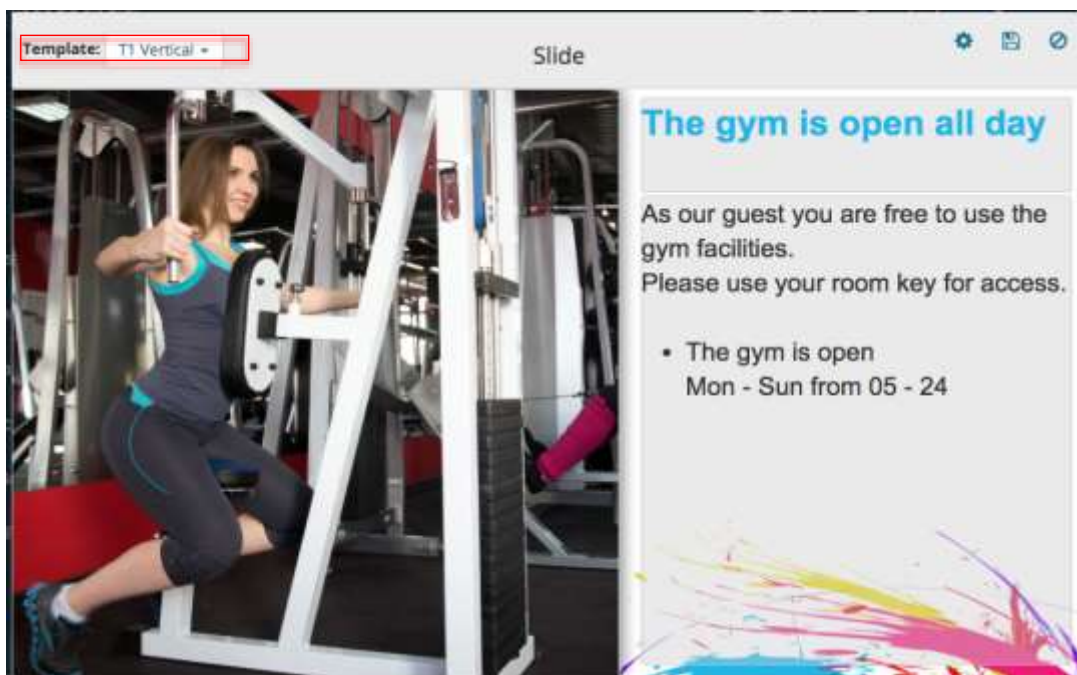 Template: T1 Vertical
Slide
The gym is open all day
As our guest you are free to use the
gym facilities.
Please use your room key for access.
• The gym is open
Mon - Sun from 05 - 24